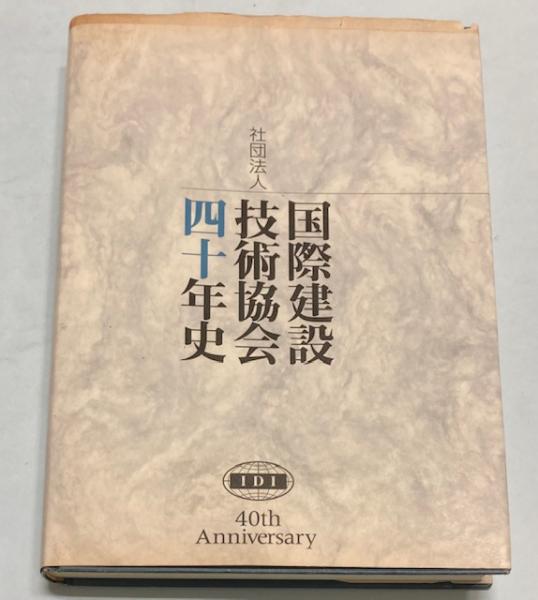 社団法人
国際建設
技術協会
四十年史
IDI
40th
Anniversary